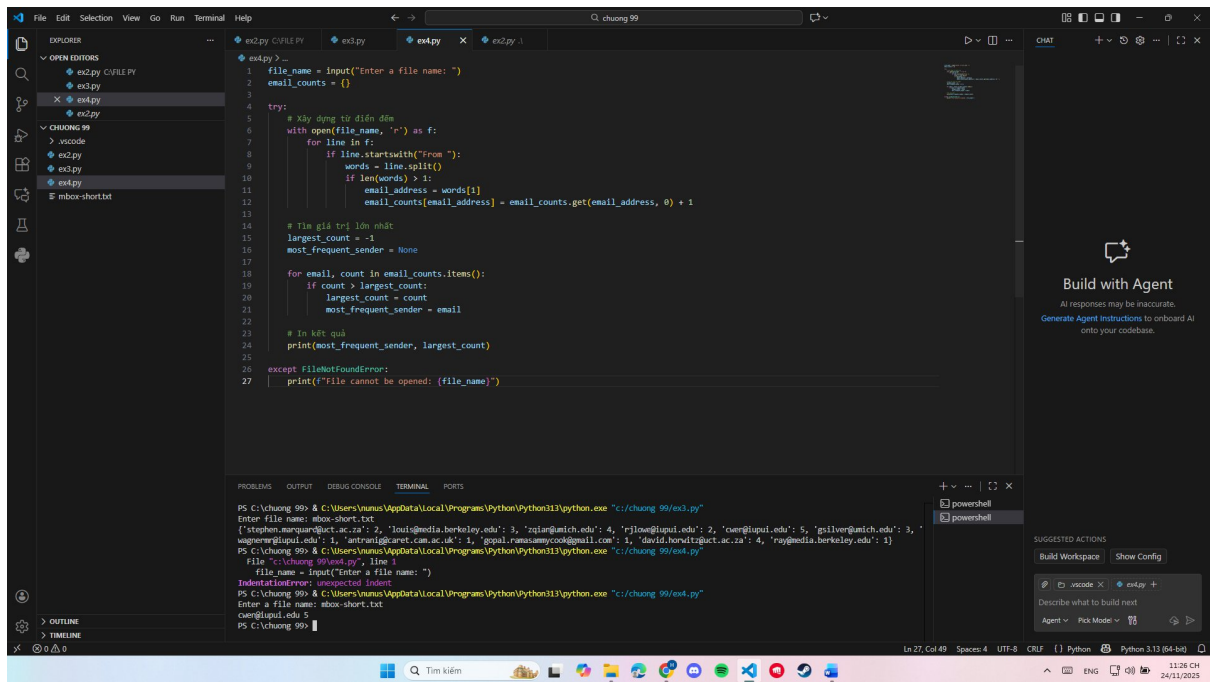 File Edit Selection View Go Run Terminal Help
chuong 99
EXPLORER
OPEN EDITORS
ex2.py C:\FILE PY
ex3.py
ex4.py
ex2.py
CHUONG 99
.vscode
ex2.py
ex3.py
ex4.py
mbox-short.txt
OUTLINE
TIMELINE
ex2.py C:\FILE PY
ex3.py
ex4.py
ex2.py .\
ex4.py > ...
1 file_name = input("Enter a file name: ")
2 email_counts = {}
3
4 try:
5 # Xây dựng từ điển đếm
6 with open(file_name, 'r') as f:
7 for line in f:
8 if line.startswith("From "):
9 words = line.split()
10 if len(words) > 1:
11 email_address = words[1]
12 email_counts[email_address] = email_counts.get(email_address, 0) + 1
13
14 # Tìm giá trị lớn nhất
15 largest_count = -1
16 most_frequent_sender = None
17
18 for email, count in email_counts.items():
19 if count > largest_count:
20 largest_count = count
21 most_frequent_sender = email
22
23 # In kết quả
24 print(most_frequent_sender, largest_count)
25
26 except FileNotFoundError:
27 print(f"File cannot be opened: {file_name}")
PROBLEMS OUTPUT DEBUG CONSOLE TERMINAL PORTS
PS C:\chuong 99> & C:\Users\nunus\AppData\Local\Programs\Python\Python313\python.exe "c:/chuong 99/ex3.py"
Enter file name: mbox-short.txt
{'stephen.marquard@uct.ac.za': 2, 'louis@media.berkeley.edu': 3, 'zqian@umich.edu': 4, 'rjlowe@iupui.edu': 2, 'cwen@iupui.edu': 5, 'gsilver@umich.edu': 3, '
wagnermr@iupui.edu': 1, 'antranig@caret.cam.ac.uk': 1, 'gopal.ramasammycook@gmail.com': 1, 'david.horwitz@uct.ac.za': 4, 'ray@media.berkeley.edu': 1}
PS C:\chuong 99> & C:\Users\nunus\AppData\Local\Programs\Python\Python313\python.exe "c:/chuong 99/ex4.py"
File "c:\chuong 99\ex4.py", line 1
file_name = input("Enter a file name: ")
IndentationError: unexpected indent
PS C:\chuong 99> & C:\Users\nunus\AppData\Local\Programs\Python\Python313\python.exe "c:/chuong 99/ex4.py"
Enter a file name: mbox-short.txt
cwen@iupui.edu 5
PS C:\chuong 99>
powershell
powershell
CHAT
Build with Agent
AI responses may be inaccurate.
Generate Agent Instructions to onboard AI
onto your codebase.
SUGGESTED ACTIONS
Build Workspace Show Config
.vscode ex4.py
Describe what to build next
Agent Pick Model
0 0
Ln 27, Col 49 Spaces: 4 UTF-8 CRLF {} Python Python 3.13 (64-bit)
Tìm kiếm
ENG
11:26 CH
24/11/2025